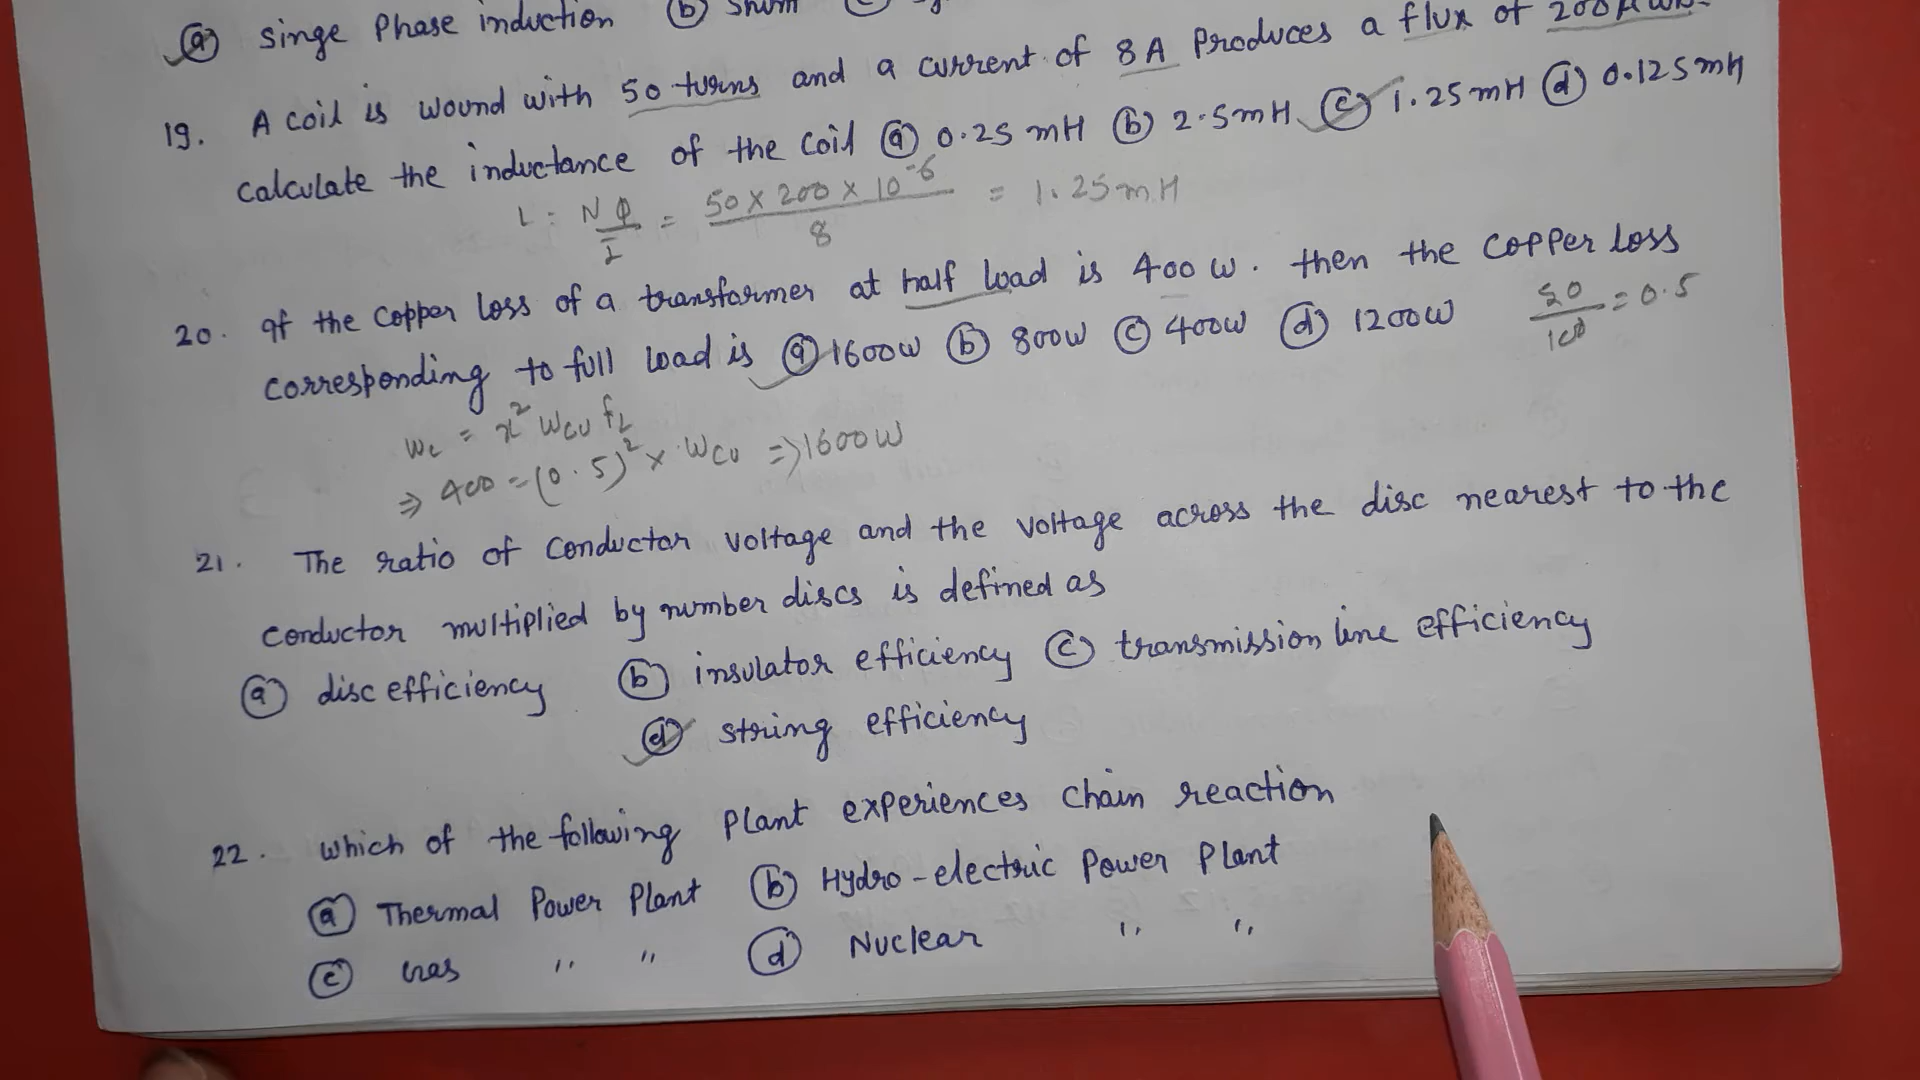 (a) singe Phase induction (b) Shunt (c)
19. A coil is wound with 50 turns and a current of 8A Produces a flux of 200μwb.
calculate the inductance of the coil (a) 0.25 mH (b) 2.5mH (c) 1.25mH (d) 0.125mH
L = Nφ/I = 50 x 200 x 10^-6 / 8 = 1.25mH
20. If the copper loss of a transformer at half load is 400w. then the copper loss
corresponding to full load is (a) 1600w (b) 800w (c) 400w (d) 1200w
50/100 = 0.5
Wc = x² Wcu fL
⇒ 400 = (0.5)² x Wcu ⇒ 1600w
21. The ratio of conductor voltage and the voltage across the disc nearest to the
conductor multiplied by number discs is defined as
(a) disc efficiency (b) insulator efficiency (c) transmission line efficiency
(d) string efficiency
22. which of the following Plant experiences chain reaction
(a) Thermal Power Plant (b) Hydro-electric Power Plant
(c) Gas " " (d) Nuclear " "